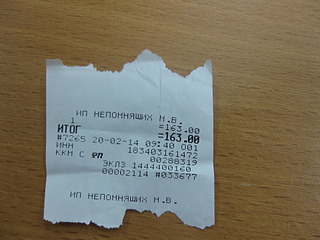 ИП НЕПОМНЯЩИХ М.В.
1 =163.00
ИТОГ =163.00
#7265 20-02-14 09:40 001
ИНН 183403161472
ККМ С ФП 00288319
ЭКЛЗ 1444400160
00002114 #033677
ИП НЕПОМНЯЩИХ М.В.